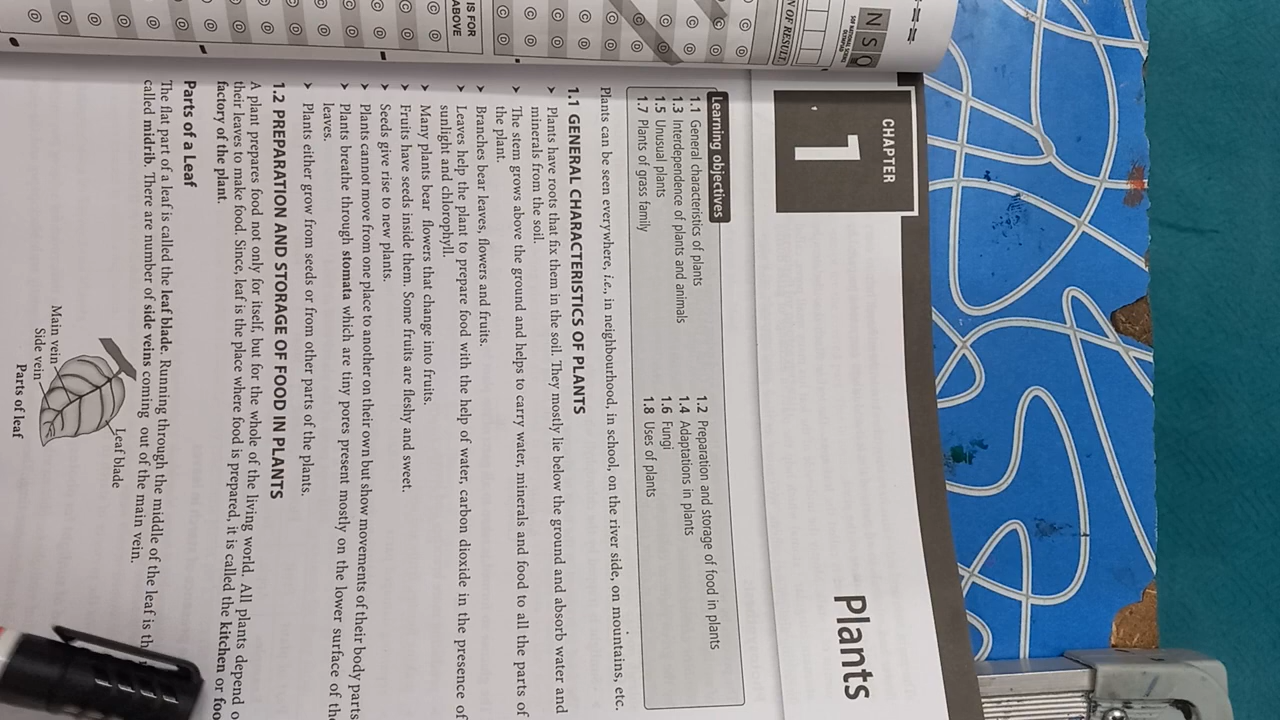 NSO
NATIONAL SCIENCE
OLYMPIAD
N OF RESULT.
IS FOR
ABOVE
CHAPTER
1
Plants
Learning objectives
1.1 General characteristics of plants
1.2 Preparation and storage of food in plants
1.3 Interdependence of plants and animals
1.4 Adaptations in plants
1.5 Unusual plants
1.6 Fungi
1.7 Plants of grass family
1.8 Uses of plants
Plants can be seen everywhere, i.e., in neighbourhood, in school, on the river side, on mountains, etc.
1.1 GENERAL CHARACTERISTICS OF PLANTS
➤ Plants have roots that fix them in the soil. They mostly lie below the ground and absorb water and
minerals from the soil.
➤ The stem grows above the ground and helps to carry water, minerals and food to all the parts of
the plant.
➤ Branches bear leaves, flowers and fruits.
➤ Leaves help the plant to prepare food with the help of water, carbon dioxide in the presence of
sunlight and chlorophyll.
➤ Many plants bear flowers that change into fruits.
➤ Fruits have seeds inside them. Some fruits are fleshy and sweet.
➤ Seeds give rise to new plants.
➤ Plants cannot move from one place to another on their own but show movements of their body parts
➤ Plants breathe through stomata which are tiny pores present mostly on the lower surface of the
leaves.
➤ Plants either grow from seeds or from other parts of the plants.
1.2 PREPARATION AND STORAGE OF FOOD IN PLANTS
A plant prepares food not only for itself, but for the whole of the living world. All plants depend o
their leaves to make food. Since, leaf is the place where food is prepared, it is called the kitchen or foo
factory of the plant.
Parts of a Leaf
The flat part of a leaf is called the leaf blade. Running through the middle of the leaf is th
called midrib. There are number of side veins coming out of the main vein.
Leaf blade
Main vein
Side vein
Parts of leaf